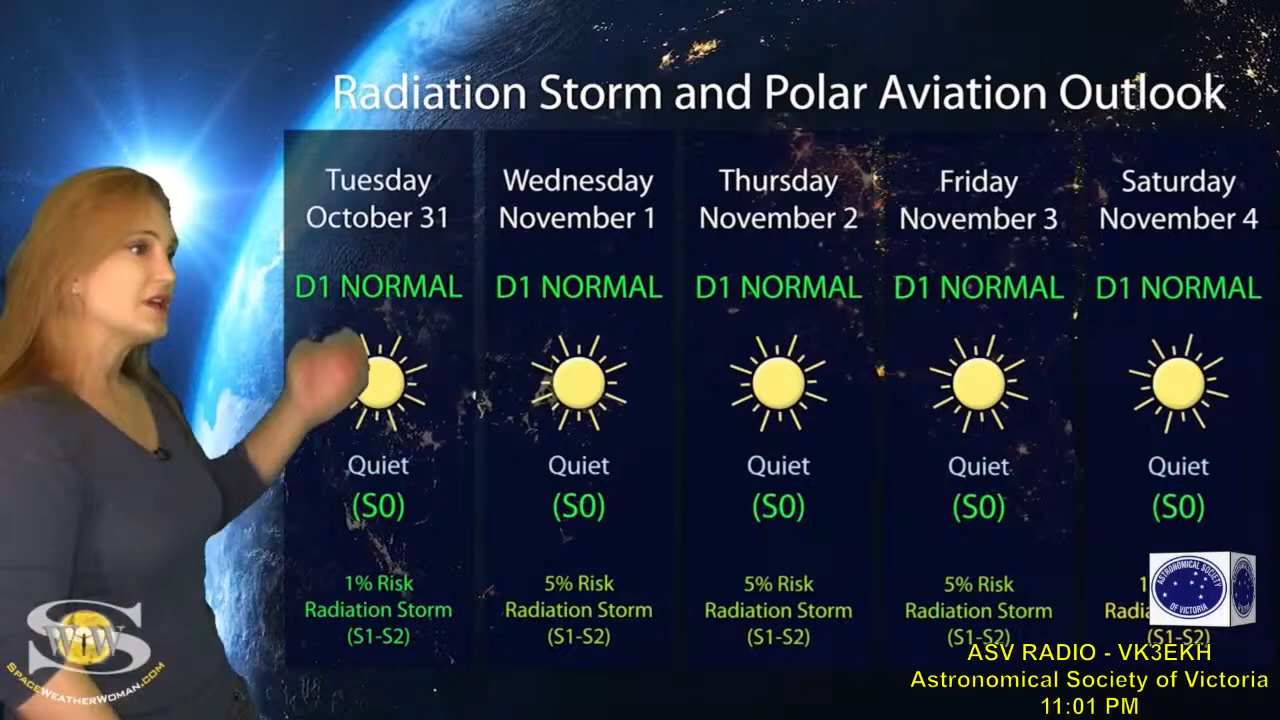 Radiation Storm and Polar Aviation Outlook
Tuesday
October 31
D1 NORMAL
Quiet
(S0)
1% Risk
Radiation Storm
(S1-S2)
Wednesday
November 1
D1 NORMAL
Quiet
(S0)
5% Risk
Radiation Storm
(S1-S2)
Thursday
November 2
D1 NORMAL
Quiet
(S0)
5% Risk
Radiation Storm
(S1-S2)
Friday
November 3
D1 NORMAL
Quiet
(S0)
5% Risk
Radiation Storm
(S1-S2)
Saturday
November 4
D1 NORMAL
Quiet
(S0)
(S1-S2)
ASTRONOMICAL SOCIETY
OF VICTORIA
S
WW
SPACEWEATHERWOMAN.COM
ASV RADIO - VK3EKH
Astronomical Society of Victoria
11:01 PM